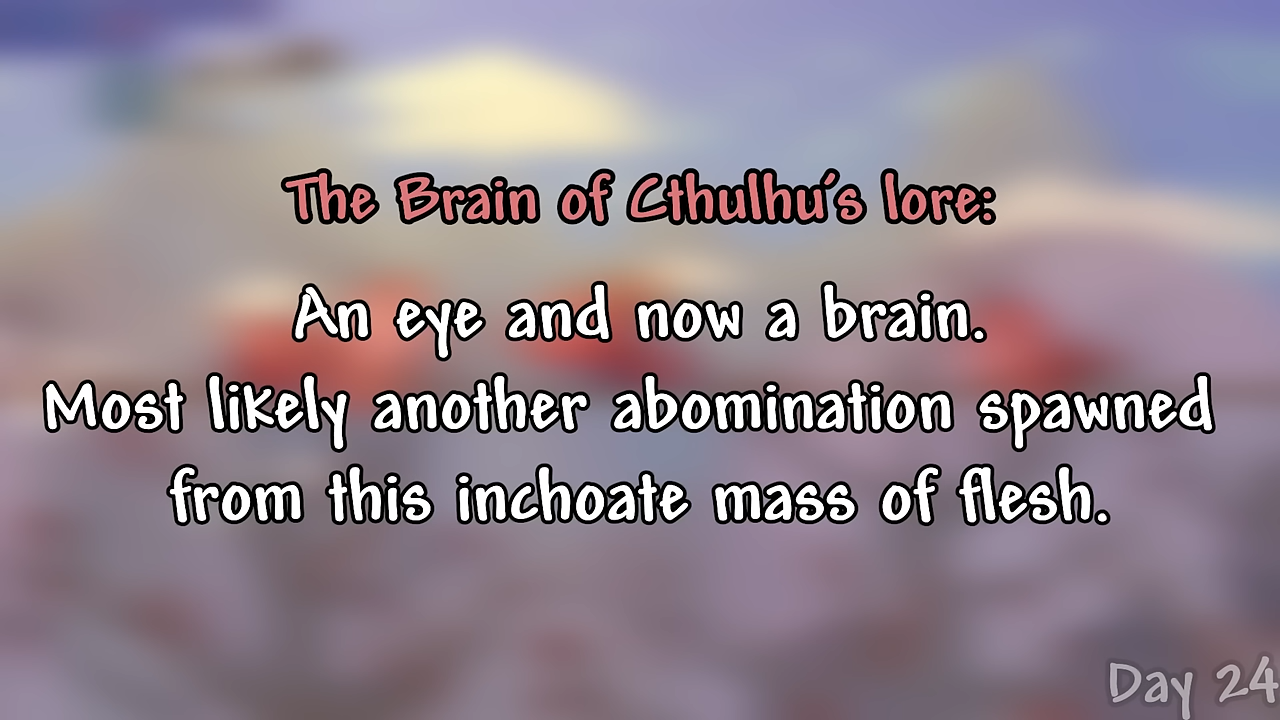 The Brain of Cthulhu's lore:
An eye and now a brain.
Most likely another abomination spawned
from this inchoate mass of flesh.
Day 24